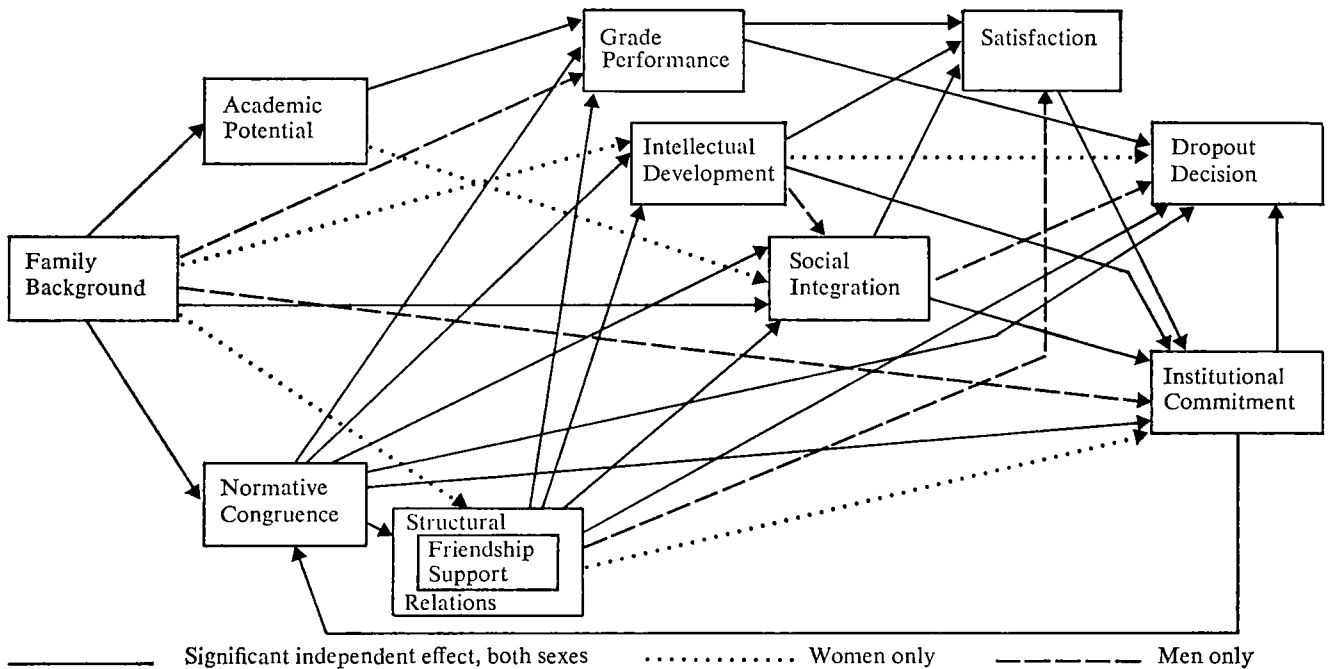 Grade
Performance
Satisfaction
Academic
Potential
Intellectual
Development
Dropout
Decision
Family
Background
Social
Integration
Institutional
Commitment
Normative
Congruence
Structural
Friendship
Support
Relations
Significant independent effect, both sexes
Women only
Men only